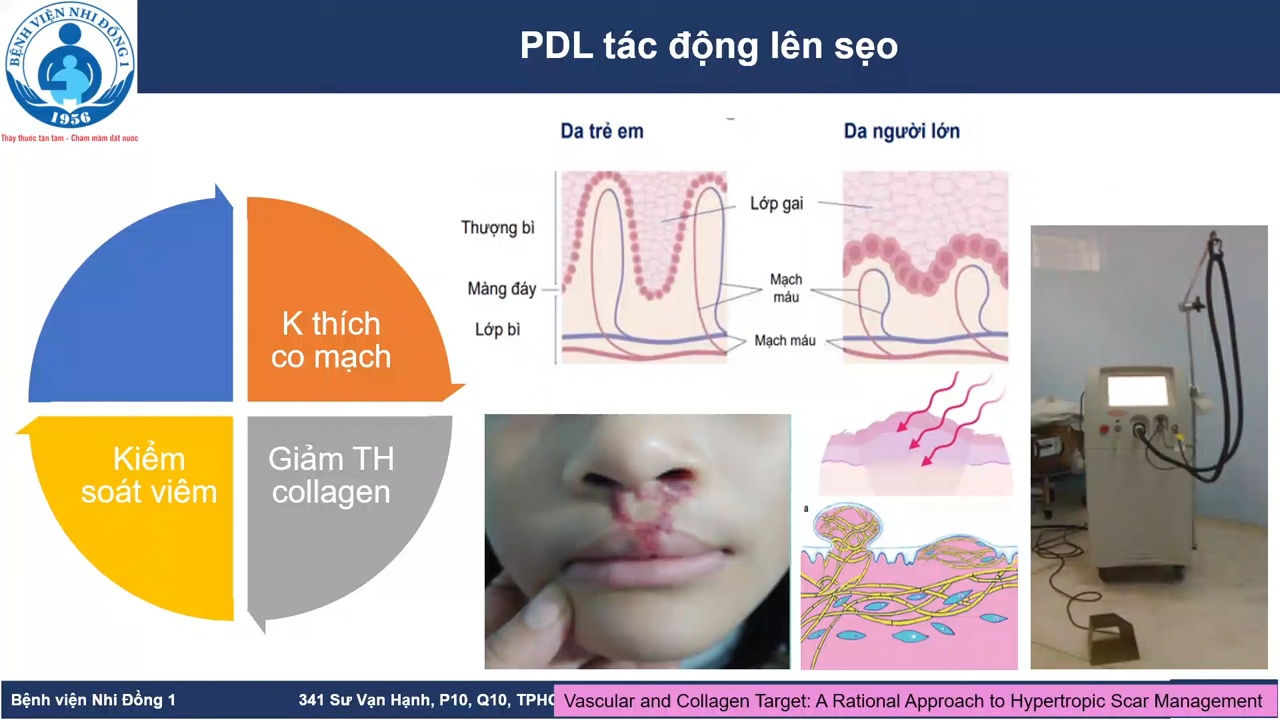 BỆNH VIỆN NHI ĐỒNG 1
1956
Thầy thuốc tận tâm - Chăm mầm đất nước
PDL tác động lên sẹo
K thích
co mạch
Giảm TH
collagen
Kiểm
soát viêm
Da trẻ em
Da người lớn
Thượng bì
Màng đáy
Lớp bì
Lớp gai
Mạch
máu
Mạch máu
a
Bệnh viện Nhi Đồng 1
341 Sư Vạn Hạnh, P10, Q10, TPHC
Vascular and Collagen Target: A Rational Approach to Hypertropic Scar Management